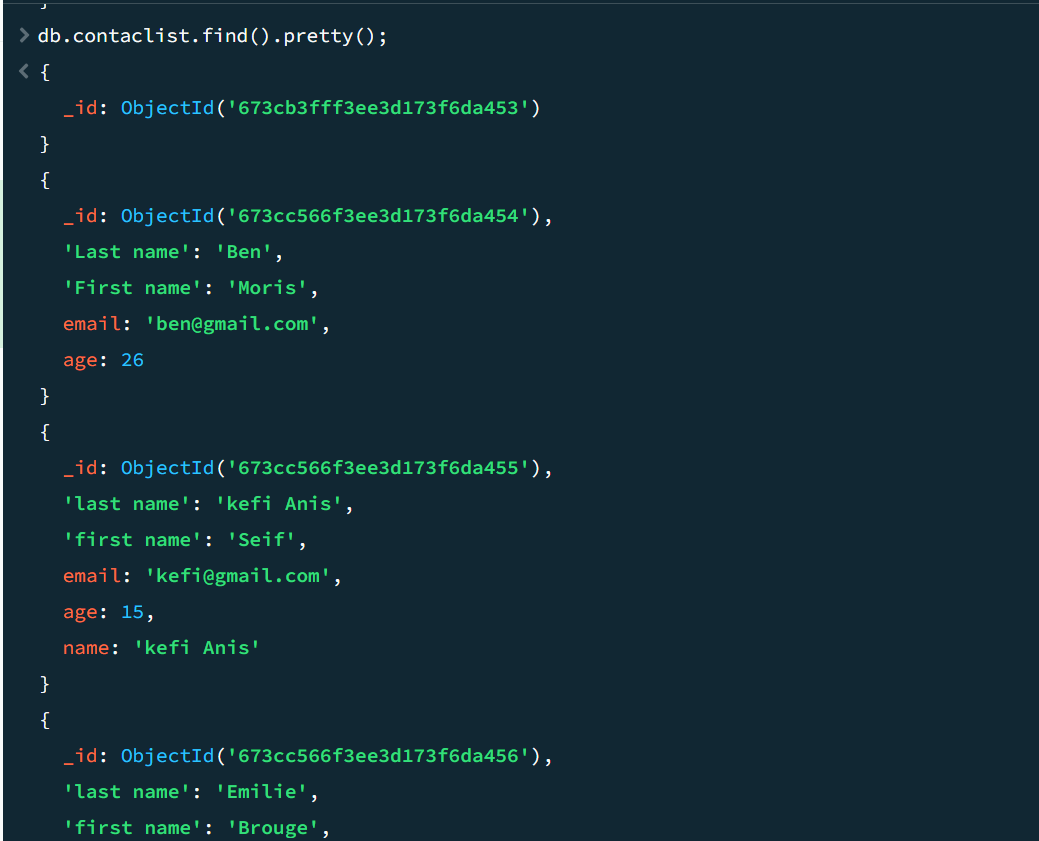 }
> db.contaclist.find().pretty();
< {
_id: ObjectId('673cb3fff3ee3d173f6da453')
}
{
_id: ObjectId('673cc566f3ee3d173f6da454'),
'Last name': 'Ben',
'First name': 'Moris',
email: 'ben@gmail.com',
age: 26
}
{
_id: ObjectId('673cc566f3ee3d173f6da455'),
'last name': 'kefi Anis',
'first name': 'Seif',
email: 'kefi@gmail.com',
age: 15,
name: 'kefi Anis'
}
{
_id: ObjectId('673cc566f3ee3d173f6da456'),
'last name': 'Emilie',
'first name': 'Brouge',